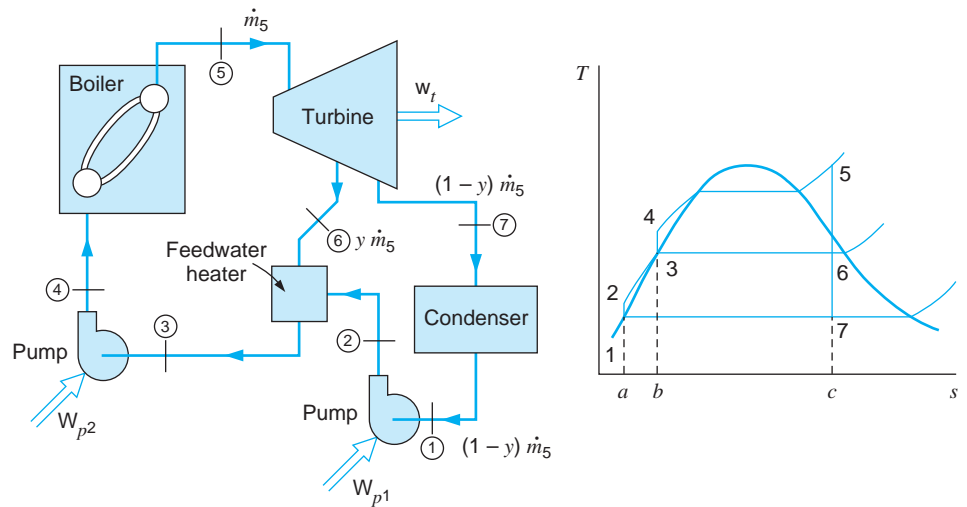 ṁ5
5
Boiler
Turbine
wt
(1 – y) ṁ5
6
y ṁ5
7
Feedwater
heater
4
3
2
Condenser
Pump
Wp2
Pump
1
(1 – y) ṁ5
Wp1
T
5
4
3
6
2
7
1
a
b
c
s